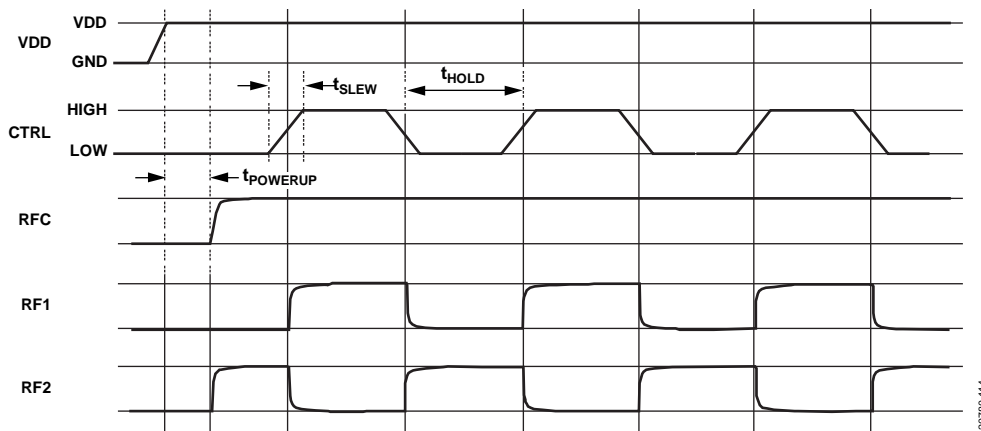 VDD
VDD
GND
tSLEW
tHOLD
HIGH
CTRL
LOW
tPOWERUP
RFC
RF1
RF2